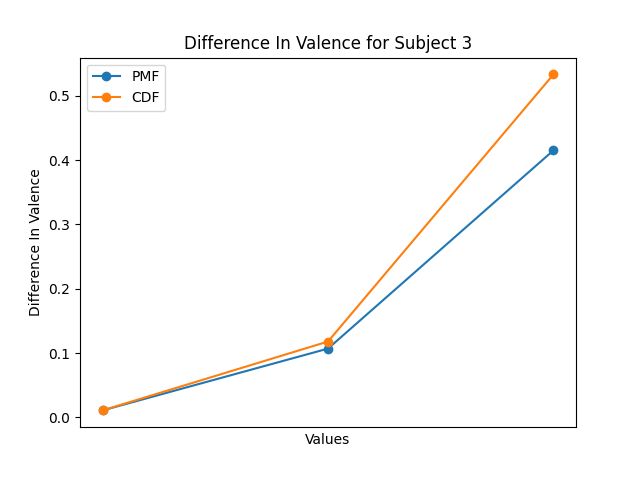 Difference In Valence for Subject 3
PMF
CDF
Difference In Valence
0.5
0.4
0.3
0.2
0.1
0.0
Values